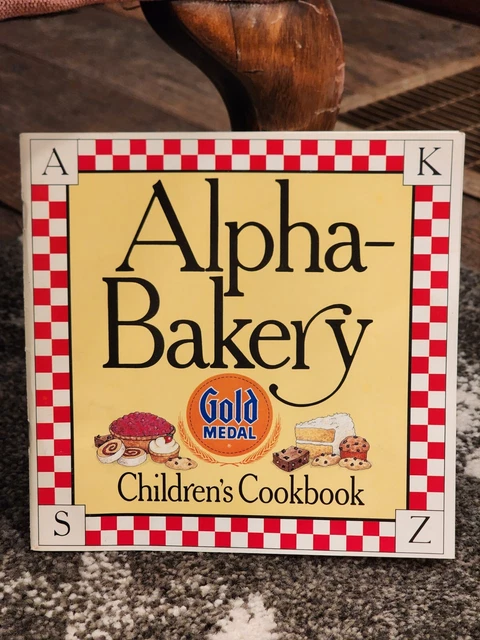 A
K
Alpha-
Bakery
Gold
MEDAL
Children's Cookbook
S
Z